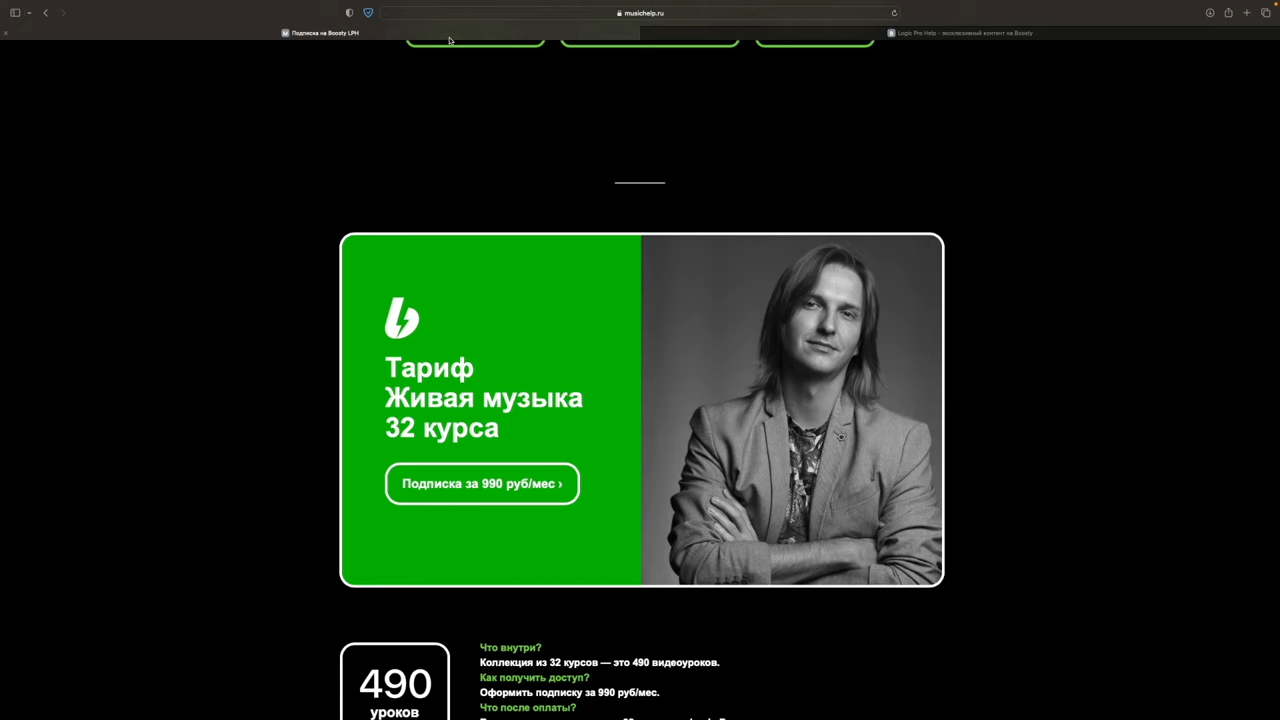 musichelp.ru
Подписка на Boosty LPH
Logic Pro Help - эксклюзивный контент на Boosty
Тариф
Живая музыка
32 курса
Подписка за 990 руб/мес ›
490
уроков
Что внутри?
Коллекция из 32 курсов — это 490 видеоуроков.
Как получить доступ?
Оформить подписку за 990 руб/мес.
Что после оплаты?